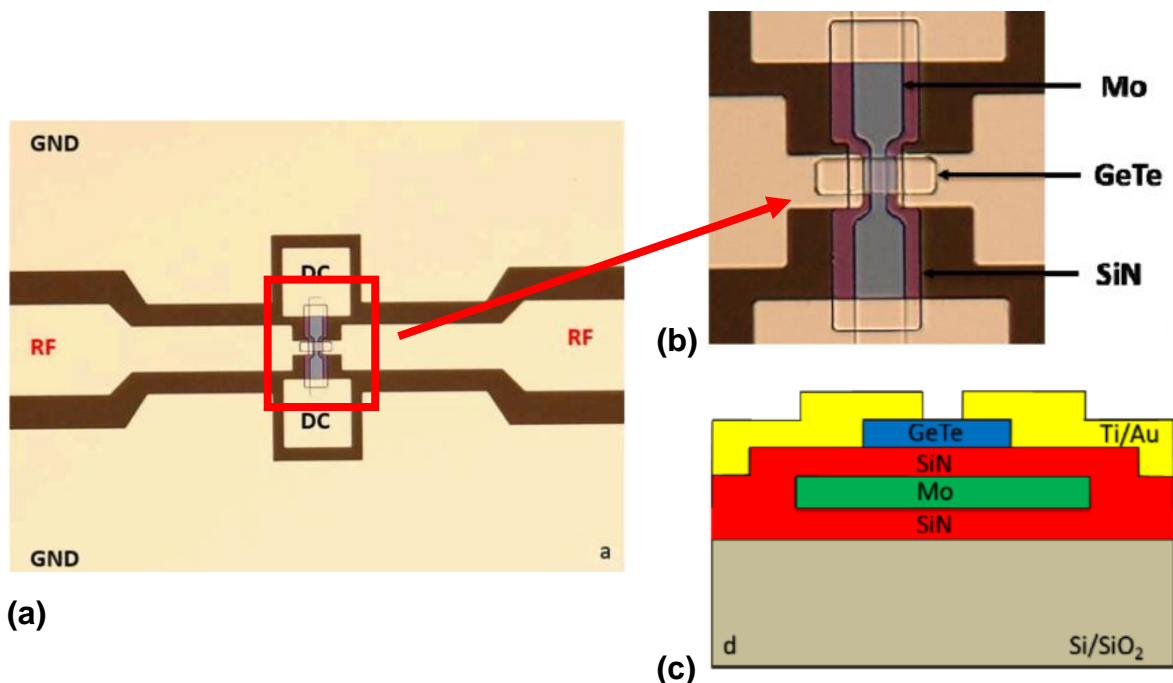 GND
DC
RF
RF
DC
GND
a
(a)
Mo
GeTe
SiN
(b)
GeTe
Ti/Au
SiN
Mo
SiN
d
Si/SiO₂
(c)